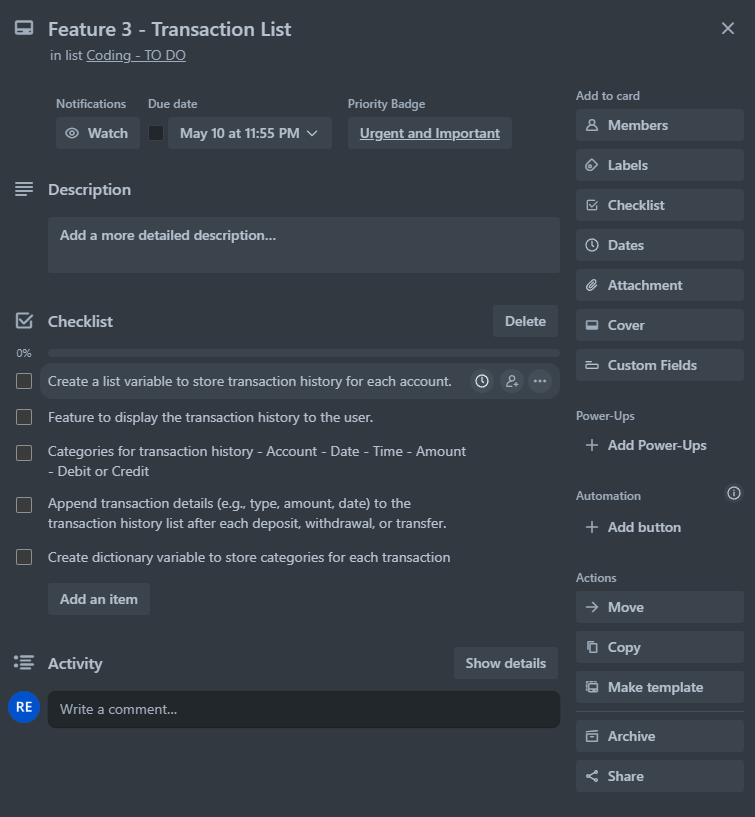 Feature 3 - Transaction List
in list Coding - TO DO
Notifications
Watch
Due date
May 10 at 11:55 PM
Priority Badge
Urgent and Important
Description
Add a more detailed description...
Checklist
Delete
0%
Create a list variable to store transaction history for each account.
Feature to display the transaction history to the user.
Categories for transaction history - Account - Date - Time - Amount
- Debit or Credit
Append transaction details (e.g., type, amount, date) to the
transaction history list after each deposit, withdrawal, or transfer.
Create dictionary variable to store categories for each transaction
Add an item
Activity
Show details
RE
Write a comment...
Add to card
Members
Labels
Checklist
Dates
Attachment
Cover
Custom Fields
Power-Ups
Add Power-Ups
Automation
Add button
Actions
Move
Copy
Make template
Archive
Share